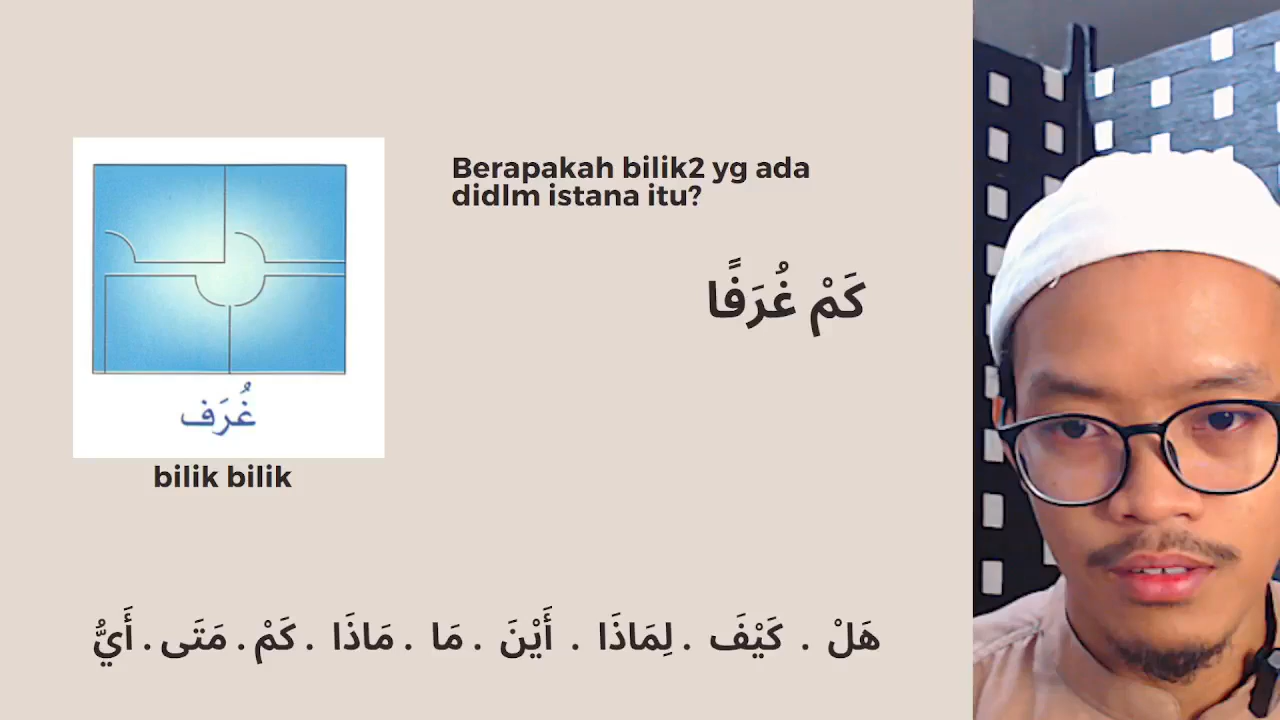 Berapakah bilik2 yg ada
didlm istana itu?
كَمْ غُرَفًا
غُرَف
bilik bilik
هَلْ . كَيْفَ . لِمَاذَا . أَيْنَ . مَا . مَاذَا . كَمْ . مَتَى . أَيُّ